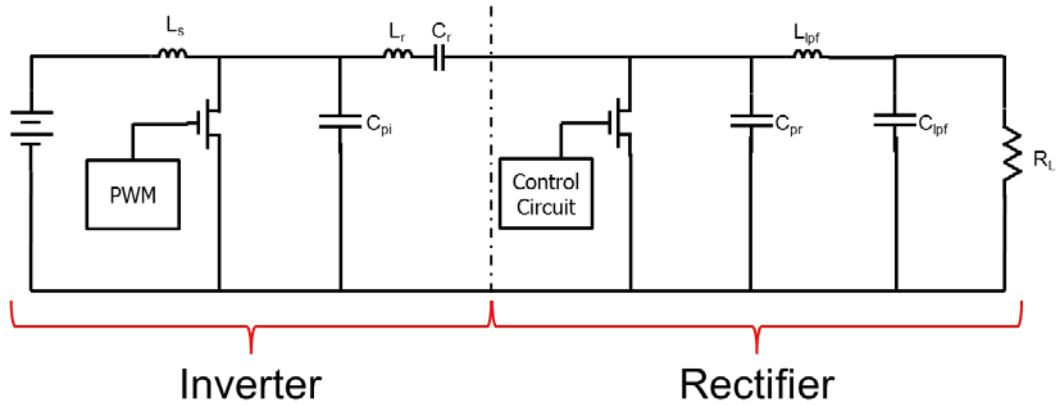 Ls
Lr
Cr
Llpf
Cpi
Cpr
Clpf
RL
PWM
Control
Circuit
Inverter
Rectifier